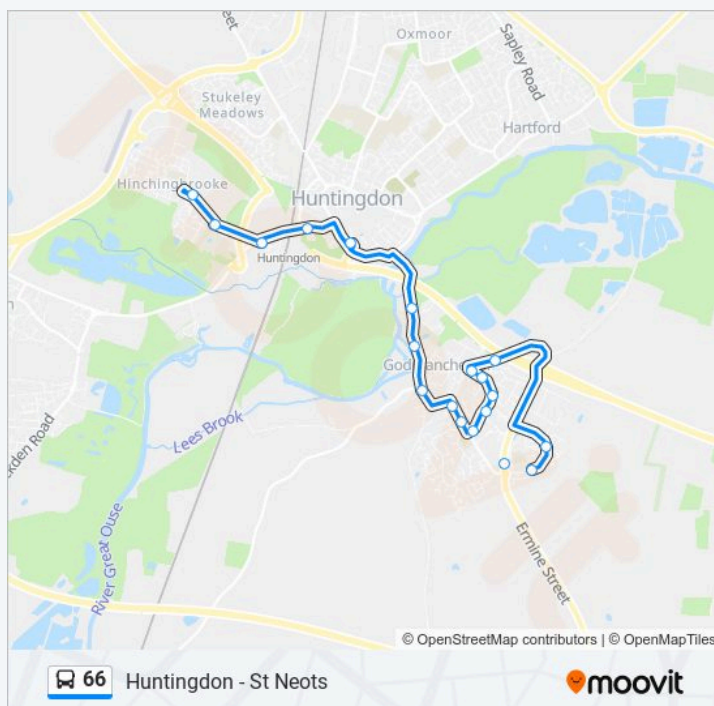 Oxmoor
Street
Sapley Road
Stukeley
Meadows
Hartford
Hinchingbrooke
Huntingdon
Huntingdon
Lees Brook
River Great Ouse
Ermine Street
© OpenStreetMap contributors | © OpenMapTiles
66 Huntingdon - St Neots
moovit